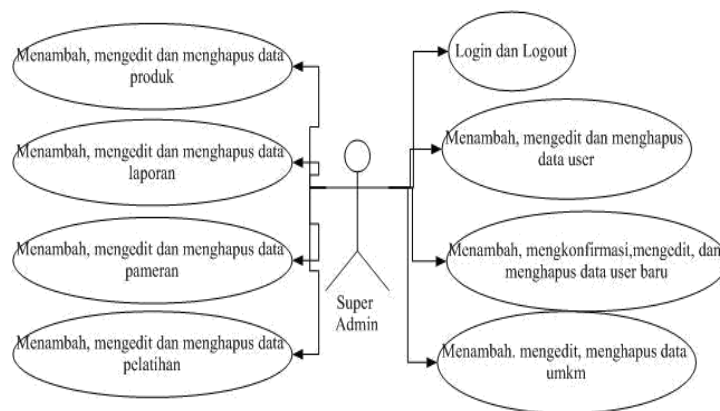 Menambah, mengedit dan menghapus data
produk
Menambah, mengedit dan menghapus data
laporan
Menambah, mengedit dan menghapus data
pameran
Menambah, mengedit dan menghapus data
pelatihan
Super
Admin
Login dan Logout
Menambah, mengedit dan menghapus
data user
Menambah, mengkonfirmasi,mengedit, dan
menghapus data user baru
Menambah. mengedit, menghapus data
umkm